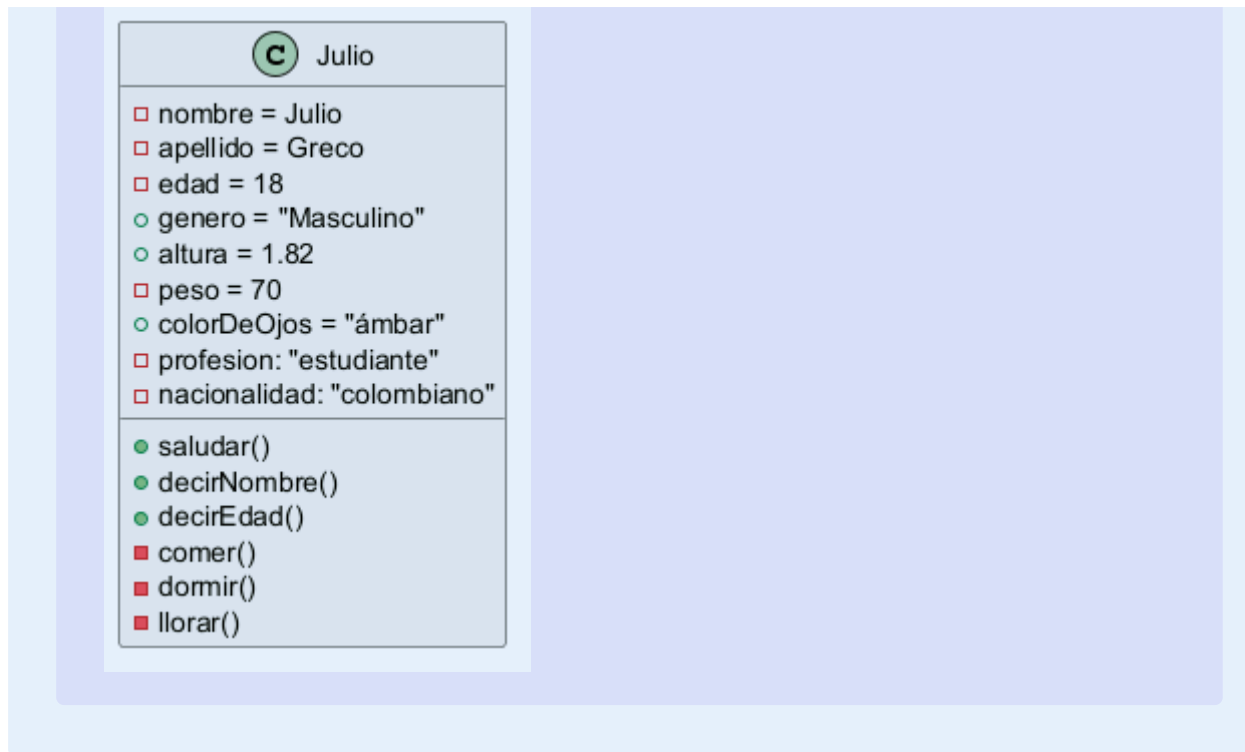 C Julio
nombre = Julio
apellido = Greco
edad = 18
genero = "Masculino"
altura = 1.82
peso = 70
colorDeOjos = "ámbar"
profesion: "estudiante"
nacionalidad: "colombiano"
saludar()
decirNombre()
decirEdad()
comer()
dormir()
llorar()